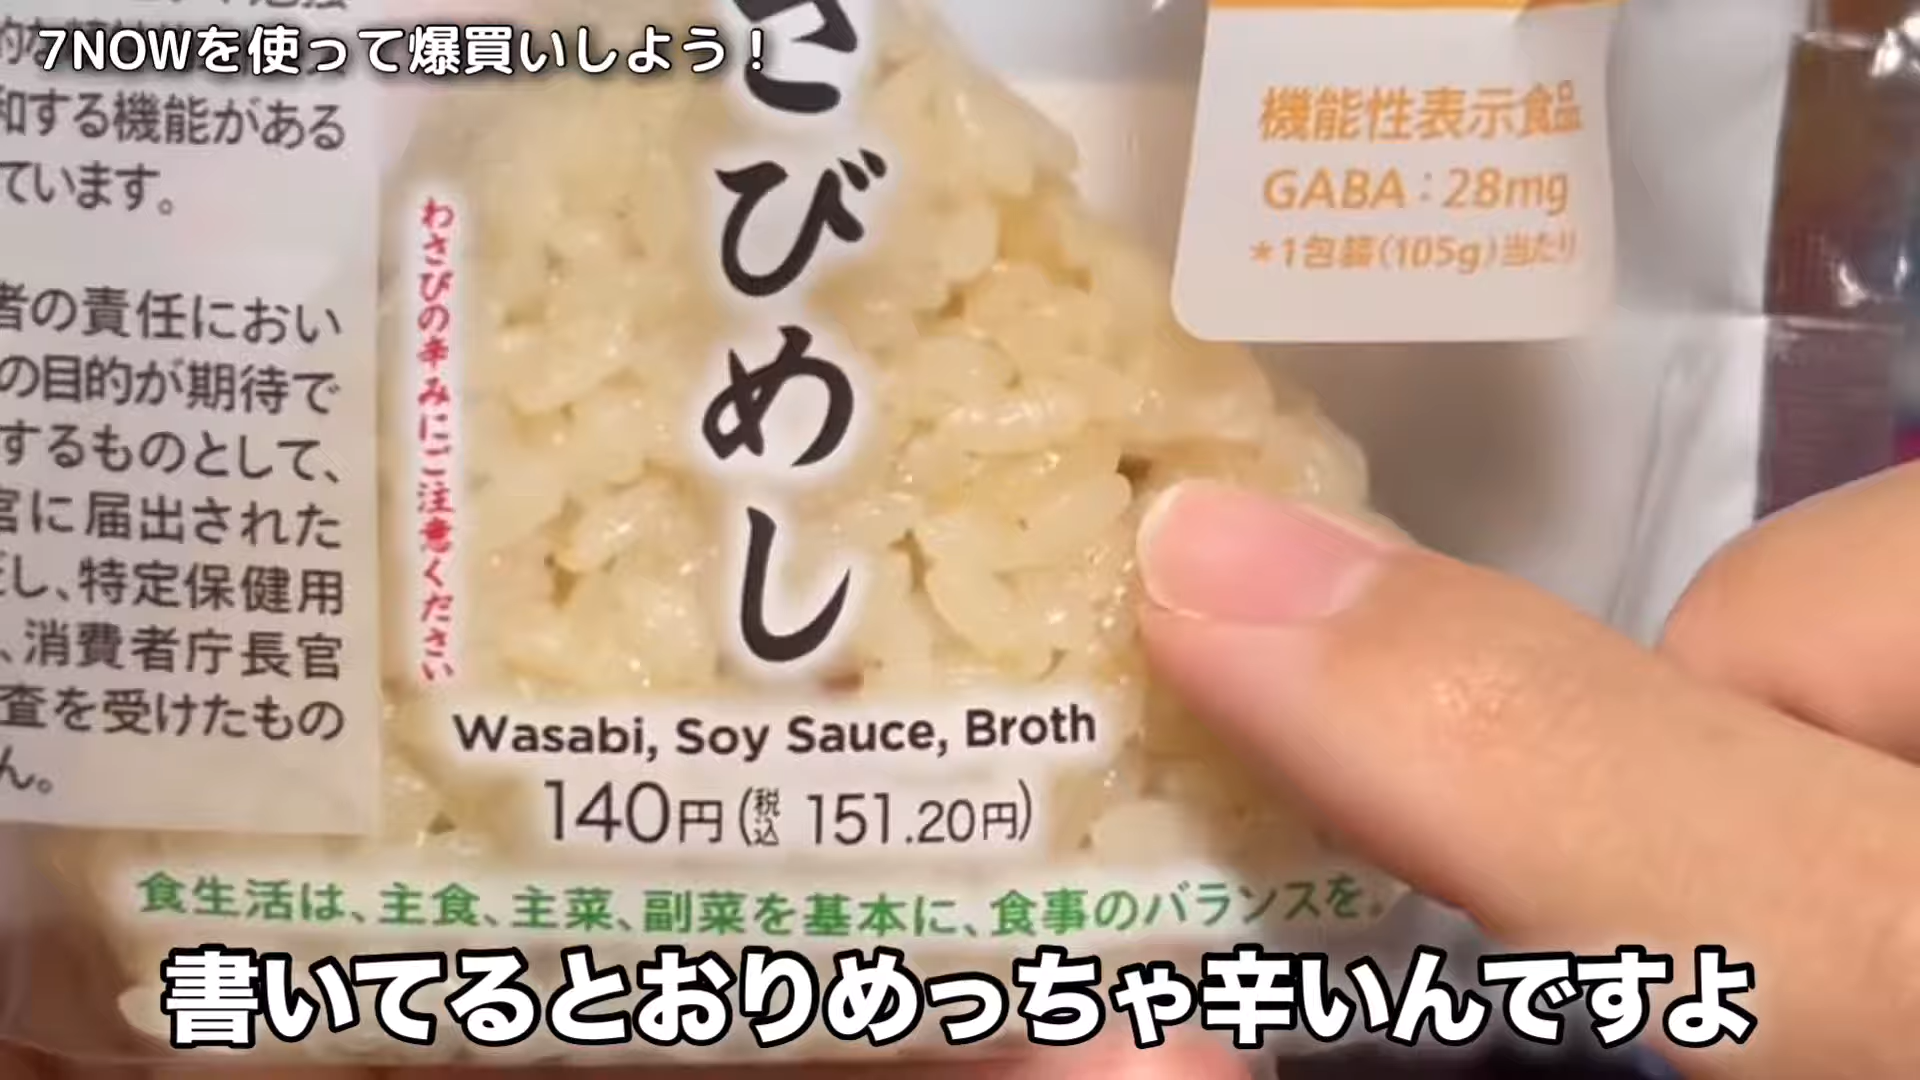 7NOWを使って爆買いしよう！
和する機能がある
ています。
者の責任におい
の目的が期待で
するものとして、
官に届出された
し、特定保健用
、消費者庁長官
査を受けたもの
ん。
わさびの辛みにご注意ください
さびめし
機能性表示食品
GABA：28mg
*1包装(105g)当たり
Wasabi, Soy Sauce, Broth
140円(税込 151.20円)
食生活は、主食、主菜、副菜を基本に、食事のバランスを。
書いてるとおりめっちゃ辛いんですよ